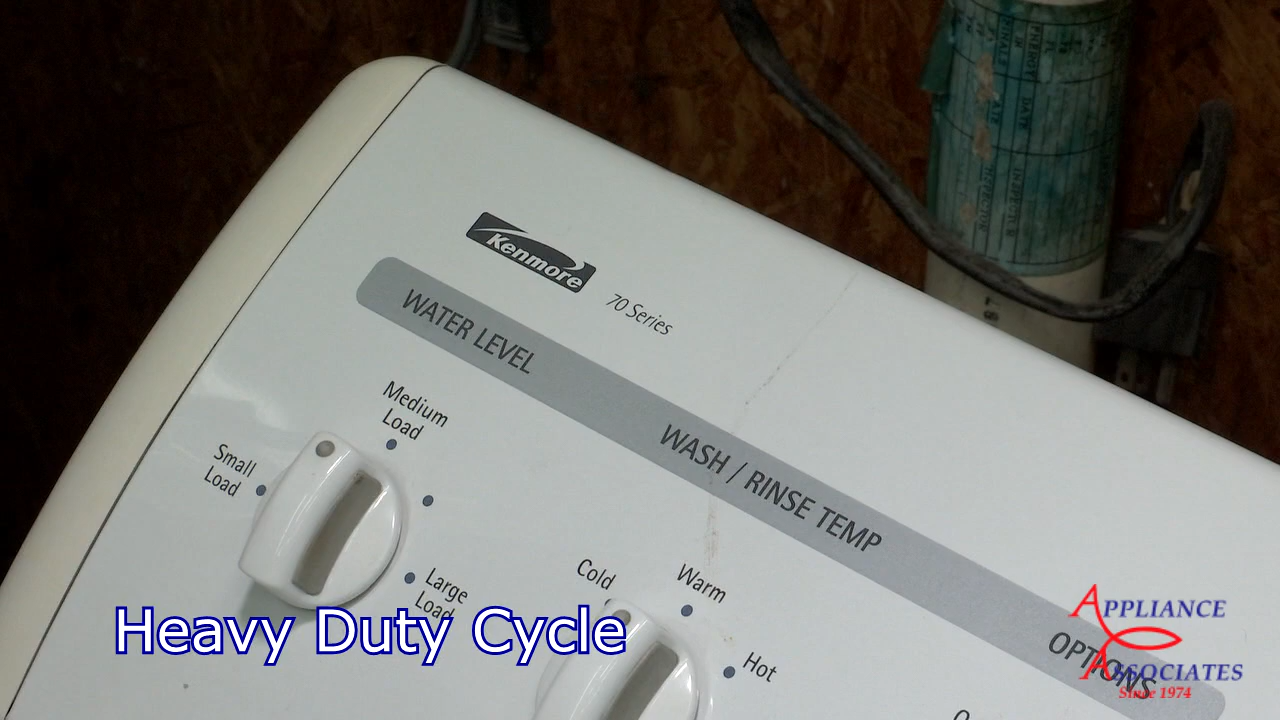 Kenmore
70 Series
WATER LEVEL
WASH / RINSE TEMP
OPTIONS
Medium
Load
Small
Load
Large
Load
Cold
Warm
Hot
Heavy Duty Cycle
APPLIANCE
ASSOCIATES
Since 1974